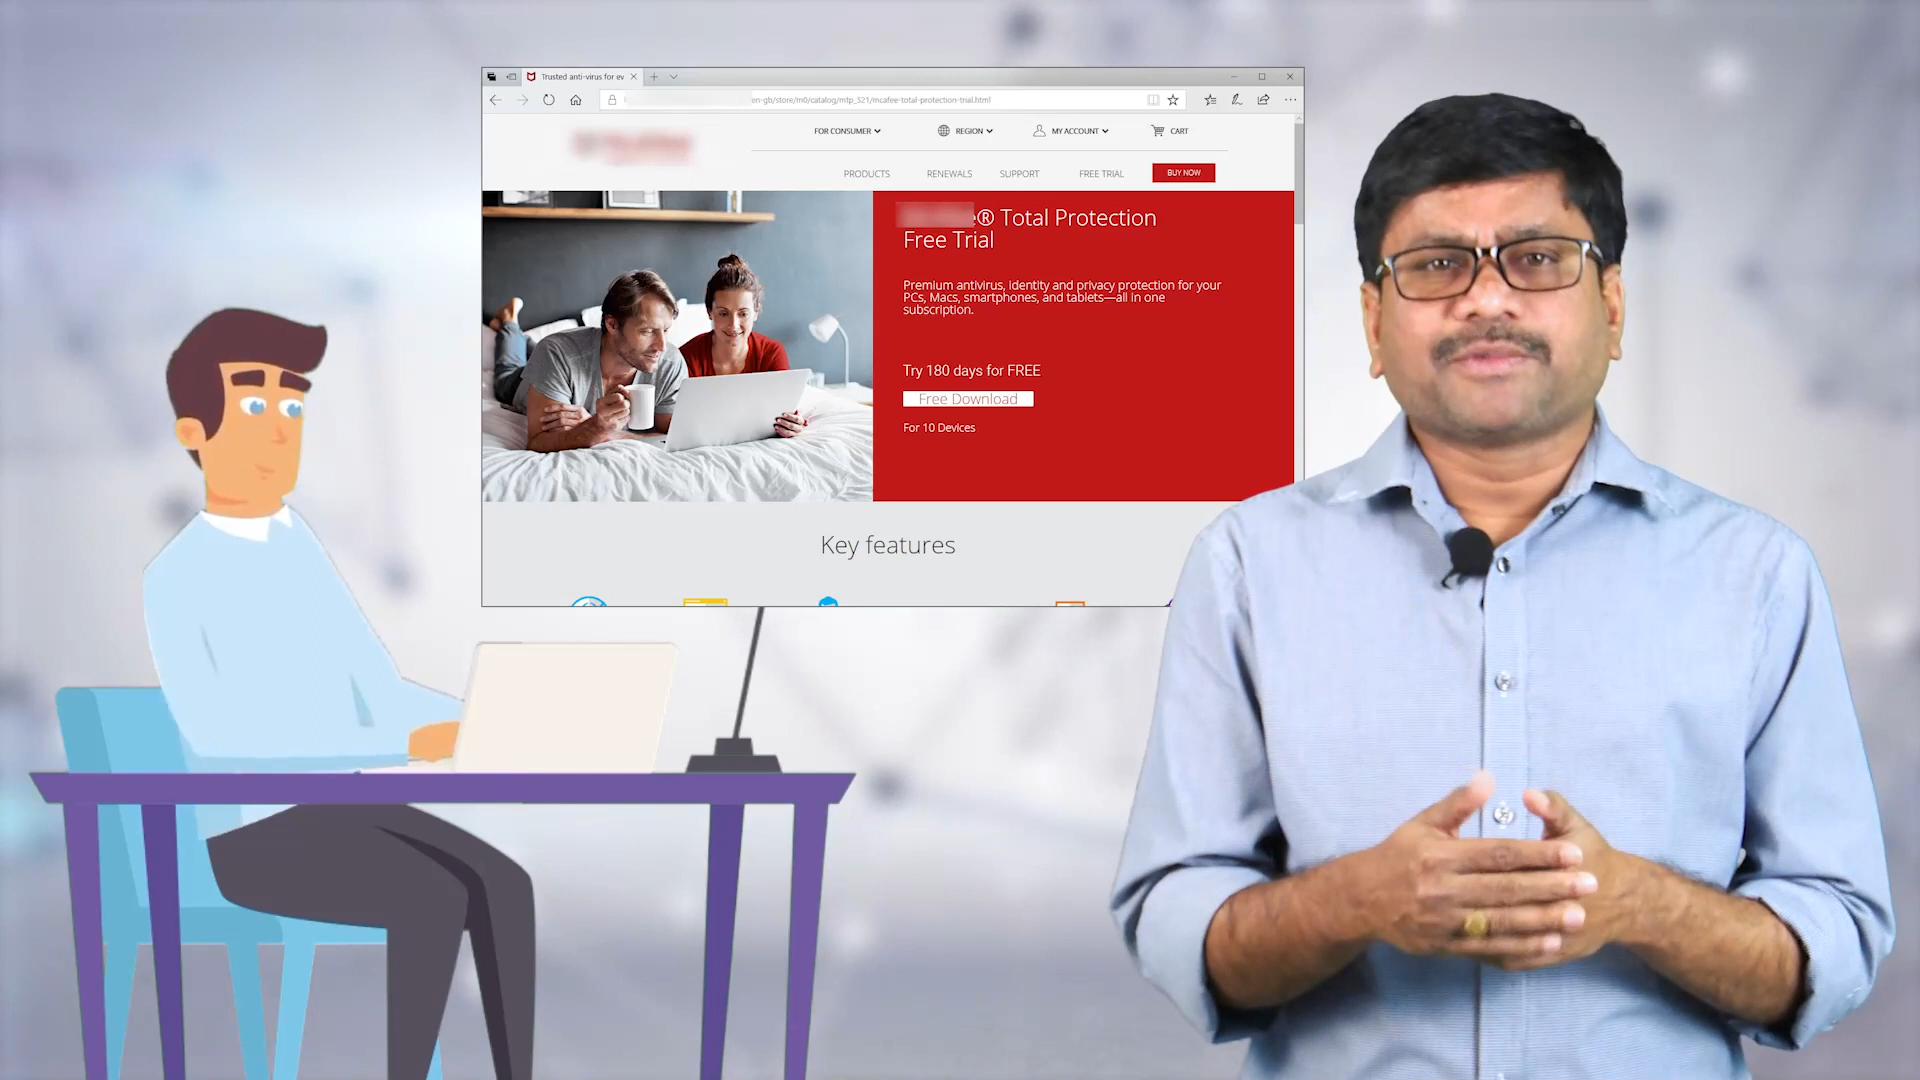 Trusted anti-virus for ev
en-gb/store/m0/catalog/mtp_321/mcafee-total-protection-trial.html
FOR CONSUMER REGION MY ACCOUNT CART
PRODUCTS RENEWALS SUPPORT FREE TRIAL BUY NOW
® Total Protection
Free Trial
Premium antivirus, identity and privacy protection for your
PCs, Macs, smartphones, and tablets—all in one
subscription.
Try 180 days for FREE
Free Download
For 10 Devices
Key features